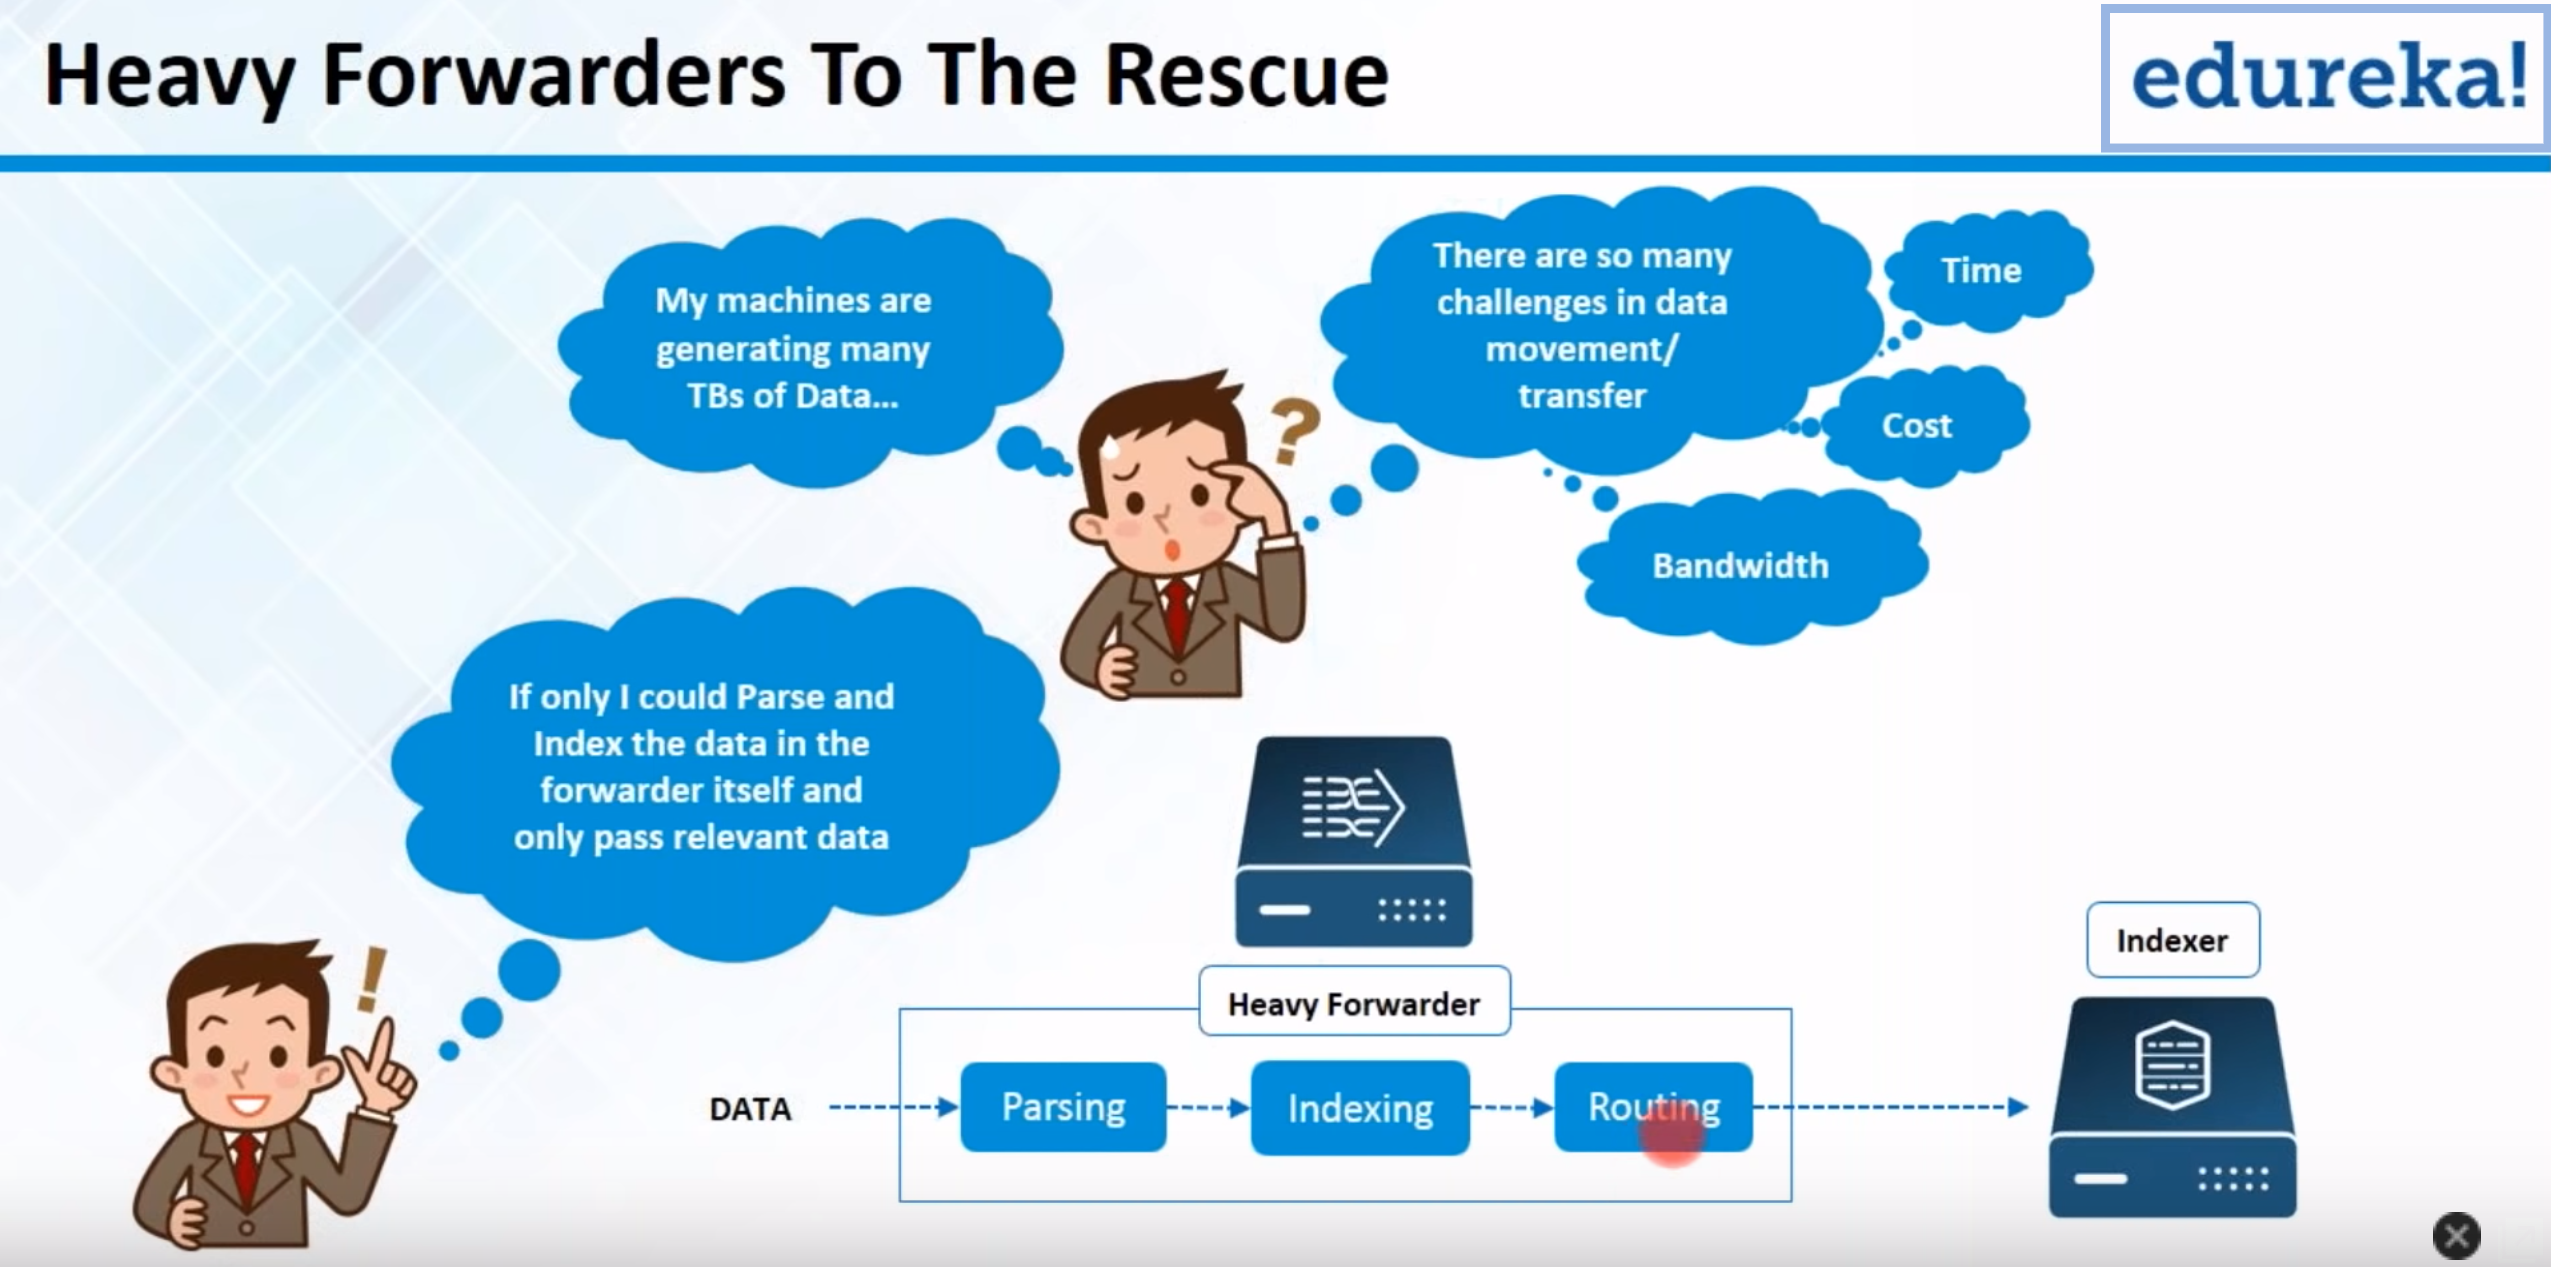 Heavy Forwarders To The Rescue
edureka!
My machines are
generating many
TBs of Data...
?
There are so many
challenges in data
movement/
transfer
Time
Cost
Bandwidth
If only I could Parse and
Index the data in the
forwarder itself and
only pass relevant data
!
Heavy Forwarder
Indexer
DATA
Parsing
Indexing
Routing